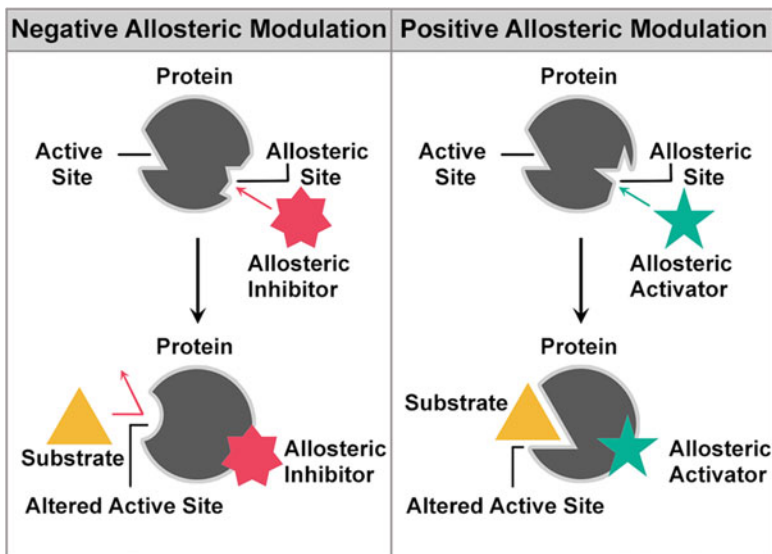 Negative Allosteric Modulation
Protein
Active
Site
Allosteric
Site
Allosteric
Inhibitor
Protein
Substrate
Allosteric
Inhibitor
Altered Active Site
Positive Allosteric Modulation
Protein
Active
Site
Allosteric
Site
Allosteric
Activator
Protein
Substrate
Allosteric
Activator
Altered Active Site